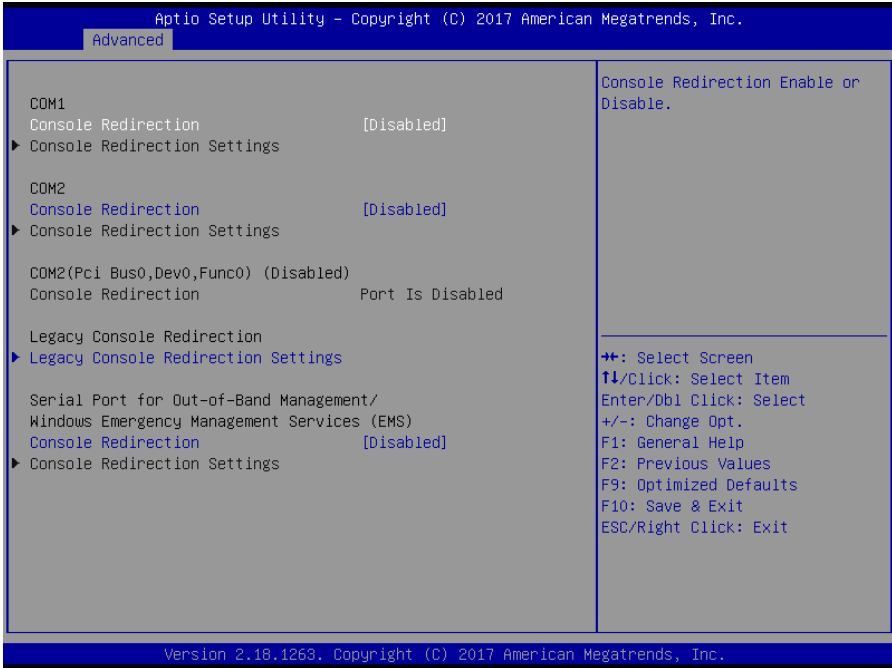 Aptio Setup Utility – Copyright (C) 2017 American Megatrends, Inc.
Advanced
COM1
Console Redirection [Disabled]
Console Redirection Settings
COM2
Console Redirection [Disabled]
Console Redirection Settings
COM2(Pci Bus0,Dev0,Func0) (Disabled)
Console Redirection Port Is Disabled
Legacy Console Redirection
Legacy Console Redirection Settings
Serial Port for Out-of-Band Management/
Windows Emergency Management Services (EMS)
Console Redirection [Disabled]
Console Redirection Settings
Console Redirection Enable or
Disable.
→←: Select Screen
↑↓/Click: Select Item
Enter/Dbl Click: Select
+/-: Change Opt.
F1: General Help
F2: Previous Values
F9: Optimized Defaults
F10: Save & Exit
ESC/Right Click: Exit
Version 2.18.1263. Copyright (C) 2017 American Megatrends, Inc.